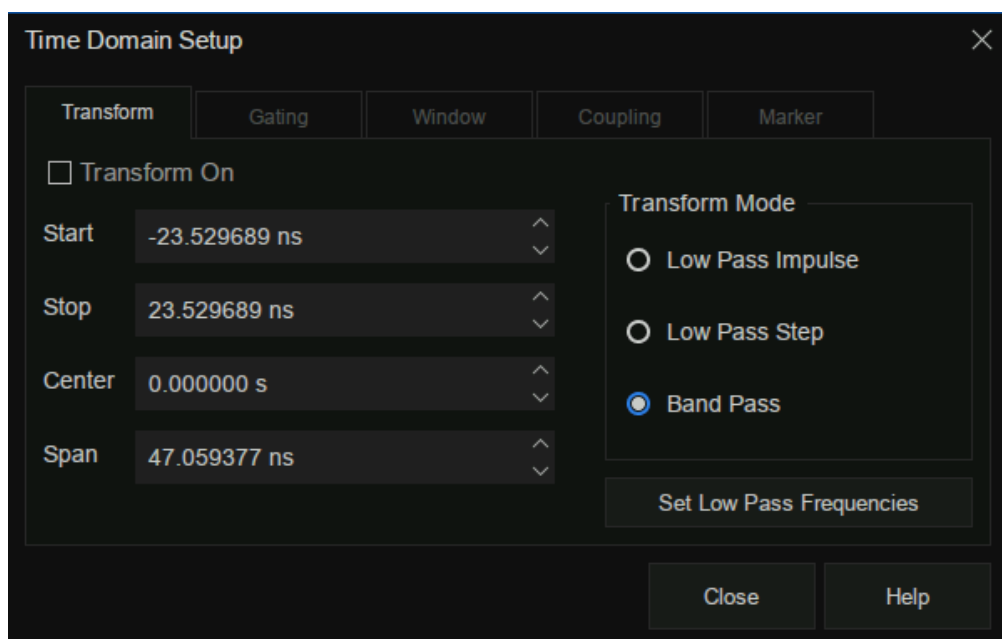 Time Domain Setup
Transform Gating Window Coupling Marker
Transform On
Start -23.529689 ns
Stop 23.529689 ns
Center 0.000000 s
Span 47.059377 ns
Transform Mode
Low Pass Impulse
Low Pass Step
Band Pass
Set Low Pass Frequencies
Close Help